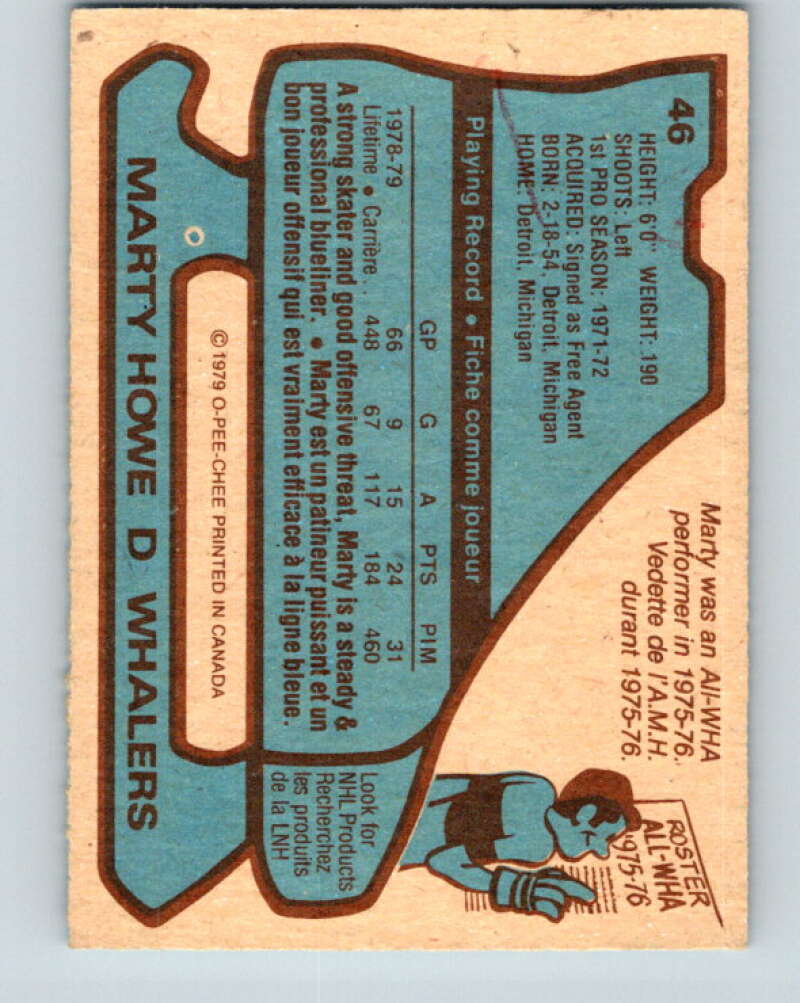 46
HEIGHT: 6'0" WEIGHT: 190
SHOOTS: Left
1st PRO SEASON: 1971-72
ACQUIRED: Signed as Free Agent
BORN: 2-18-54, Detroit, Michigan
HOME: Detroit, Michigan
Marty was an All-WHA
performer in 1975-76.
Vedette de l'A.M.H.
durant 1975-76.
ROSTER
ALL-WHA
1975-76
Playing Record • Fiche comme joueur
GP G A PTS PIM
1978-79 66 9 15 24 31
Lifetime • Carrière.. 448 67 117 184 460
A strong skater and good offensive threat, Marty is a steady &
professional blueliner. • Marty est un patineur puissant et un
bon joueur offensif qui est vraiment efficace à la ligne bleue.
Look for
NHL Products
Recherchez
les produits
de la LNH
© 1979 O-PEE-CHEE PRINTED IN CANADA
MARTY HOWE D WHALERS